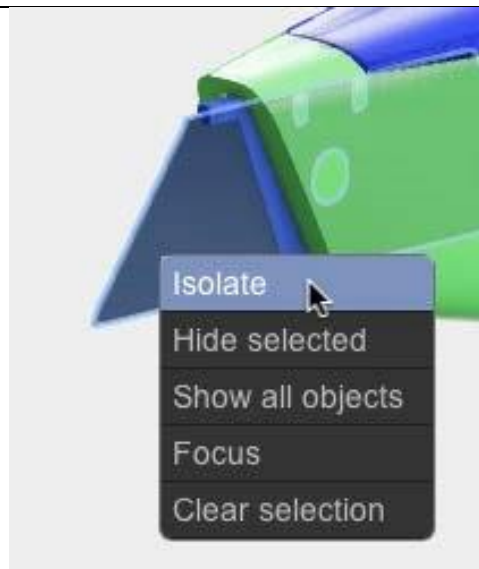 Isolate
Hide selected
Show all objects
Focus
Clear selection